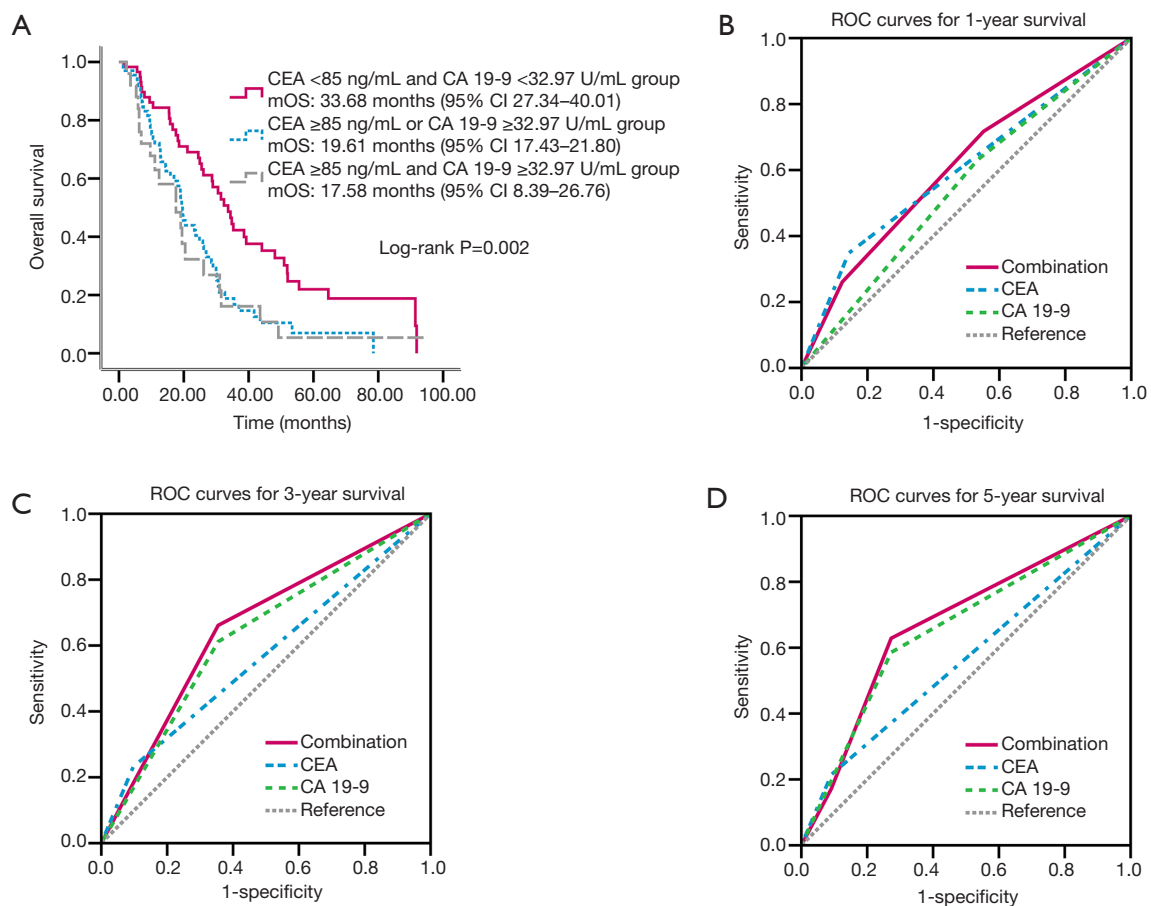 A
CEA <85 ng/mL and CA 19-9 <32.97 U/mL group
mOS: 33.68 months (95% CI 27.34–40.01)
CEA ≥85 ng/mL or CA 19-9 ≥32.97 U/mL group
mOS: 19.61 months (95% CI 17.43–21.80)
CEA ≥85 ng/mL and CA 19-9 ≥32.97 U/mL group
mOS: 17.58 months (95% CI 8.39–26.76)
Log-rank P=0.002
Overall survival
1.0
0.8
0.6
0.4
0.2
0.0
0.00 20.00 40.00 60.00 80.00 100.00
Time (months)
B
ROC curves for 1-year survival
Sensitivity
1.0
0.8
0.6
0.4
0.2
0.0
Combination
CEA
CA 19-9
Reference
0.0 0.2 0.4 0.6 0.8 1.0
1-specificity
C
ROC curves for 3-year survival
Sensitivity
1.0
0.8
0.6
0.4
0.2
0.0
Combination
CEA
CA 19-9
Reference
0.0 0.2 0.4 0.6 0.8 1.0
1-specificity
D
ROC curves for 5-year survival
Sensitivity
1.0
0.8
0.6
0.4
0.2
0.0
Combination
CEA
CA 19-9
Reference
0.0 0.2 0.4 0.6 0.8 1.0
1-specificity